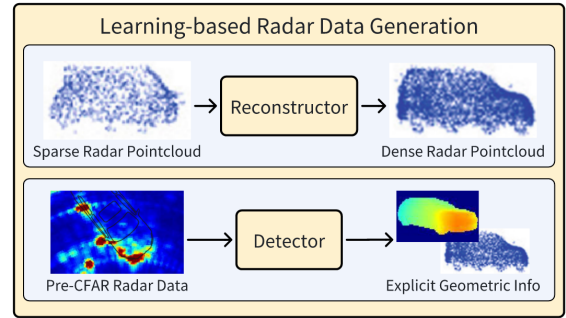 Learning-based Radar Data Generation
Reconstructor
Sparse Radar Pointcloud
Dense Radar Pointcloud
Detector
Pre-CFAR Radar Data
Explicit Geometric Info